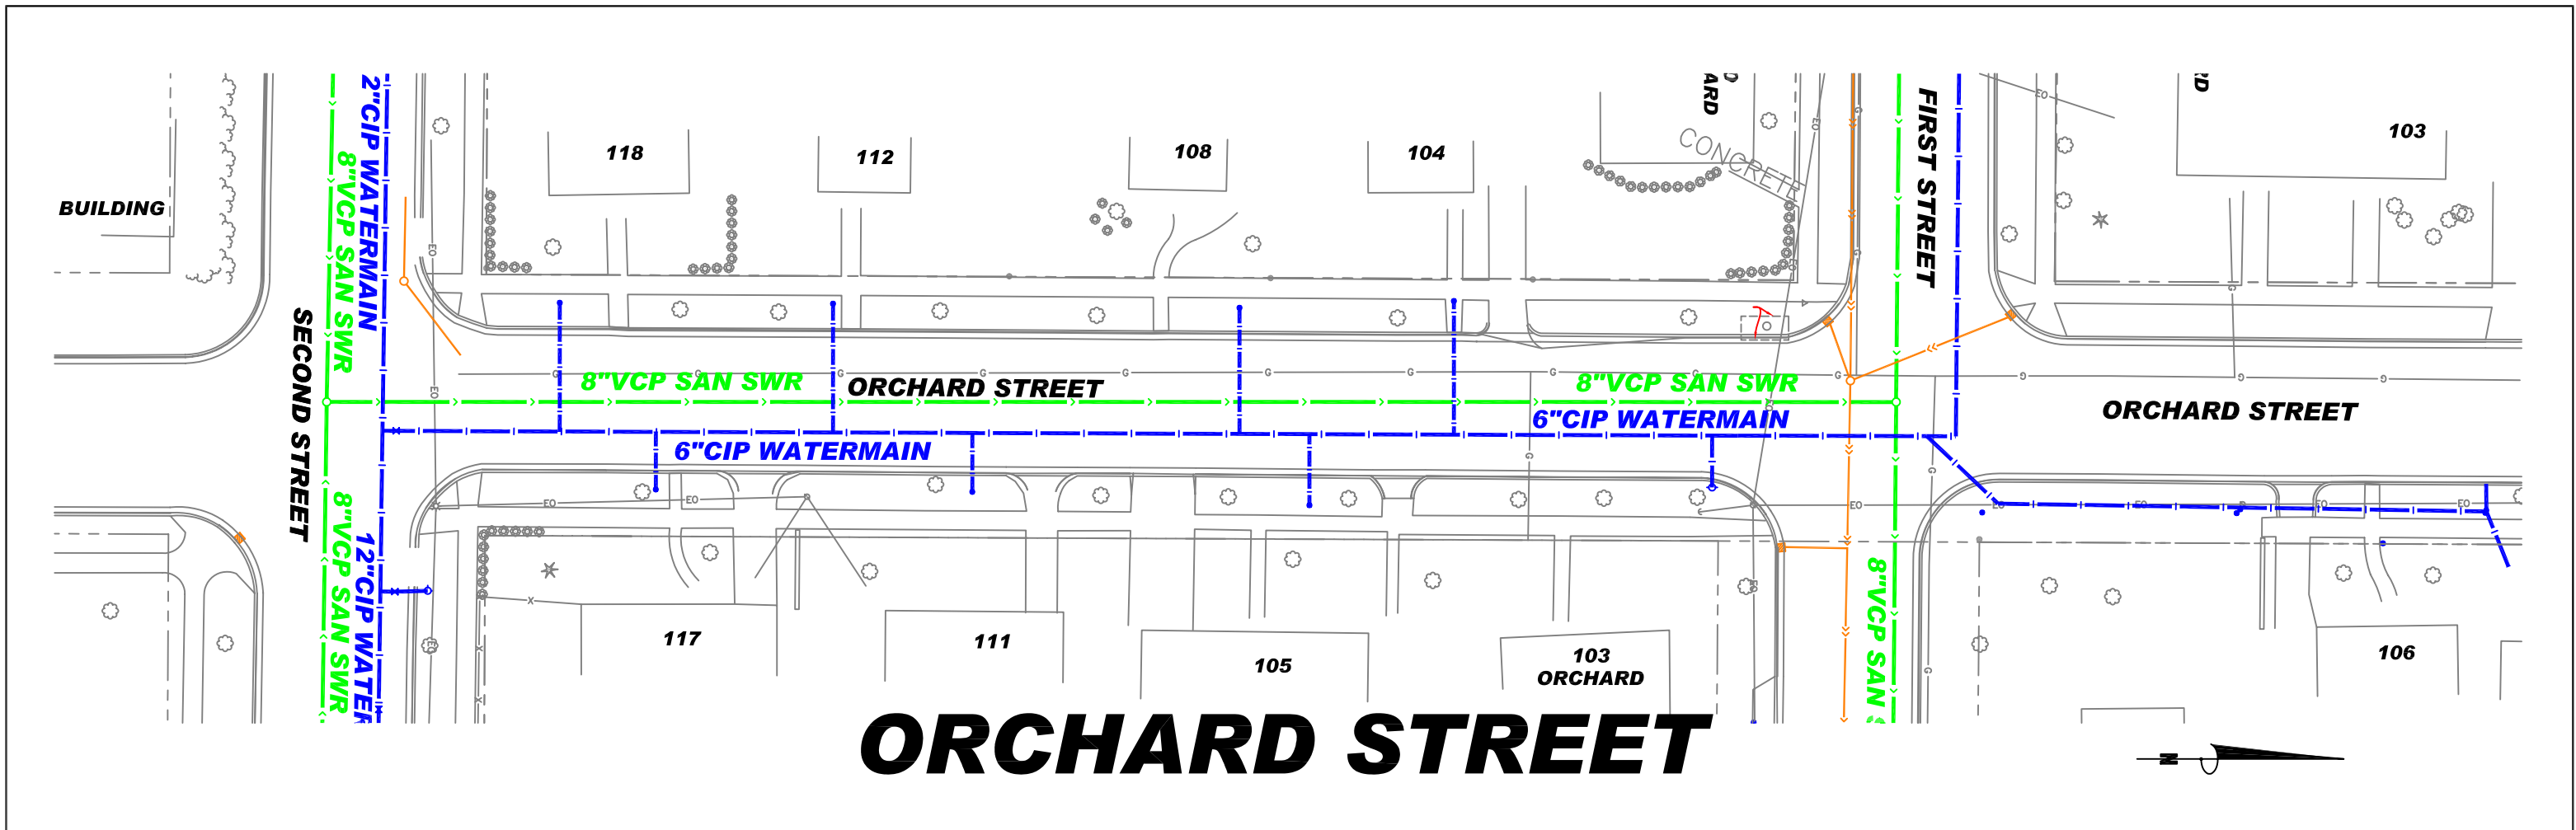 2"CIP WATERMAIN
8"VCP SAN SWR
BUILDING
118
112
108
104
ARD
CONCRETE
FIRST STREET
103
SECOND STREET
8"VCP SAN SWR
ORCHARD STREET
8"VCP SAN SWR
6"CIP WATERMAIN
ORCHARD STREET
6"CIP WATERMAIN
8"VCP SAN SWR
12"CIP WATER
8"VCP SAN
117
111
105
103
ORCHARD
106
ORCHARD STREET
N